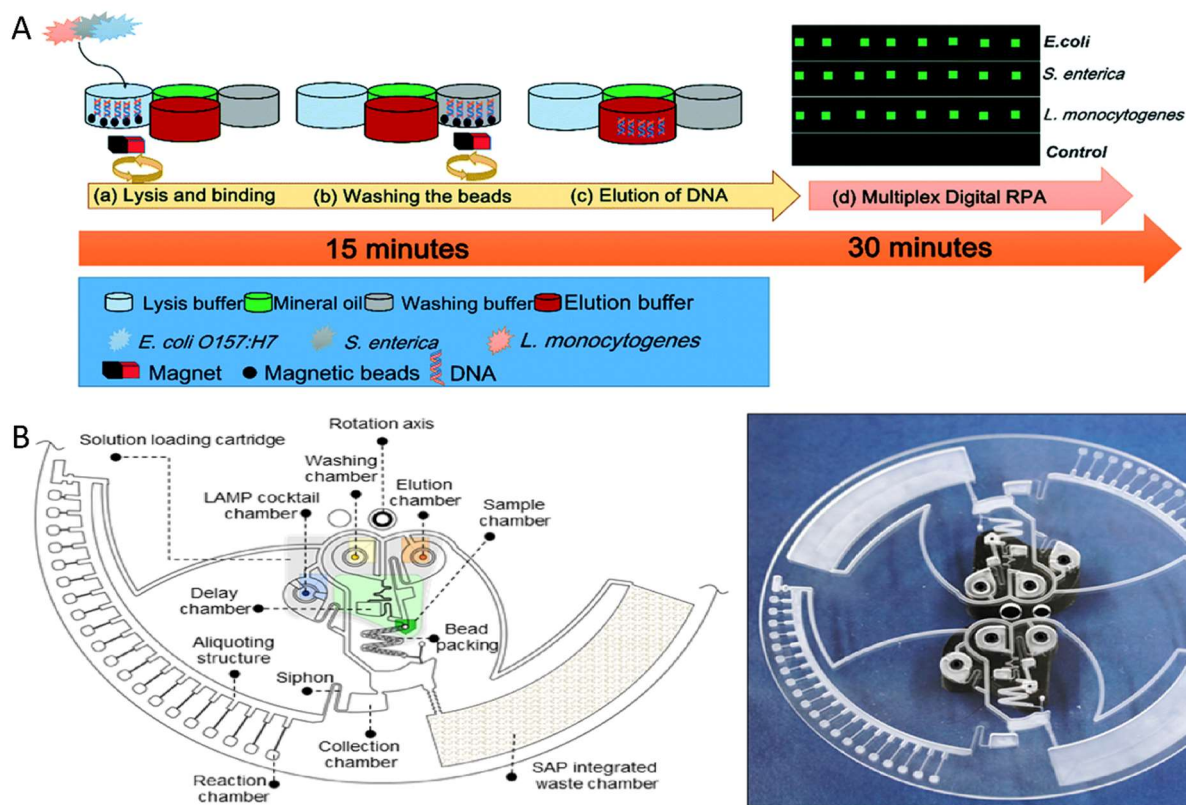 A
E.coli
S. enterica
L. monocytogenes
Control
(a) Lysis and binding
(b) Washing the beads
(c) Elution of DNA
(d) Multiplex Digital RPA
15 minutes
30 minutes
Lysis buffer
Mineral oil
Washing buffer
Elution buffer
E. coli O157:H7
S. enterica
L. monocytogenes
Magnet
Magnetic beads
DNA
B
Rotation axis
Solution loading cartridge
Washing
chamber
LAMP cocktail
chamber
Elution
chamber
Sample
chamber
Delay
chamber
Bead
packing
Aliquoting
structure
Siphon
Collection
chamber
Reaction
chamber
SAP integrated
waste chamber